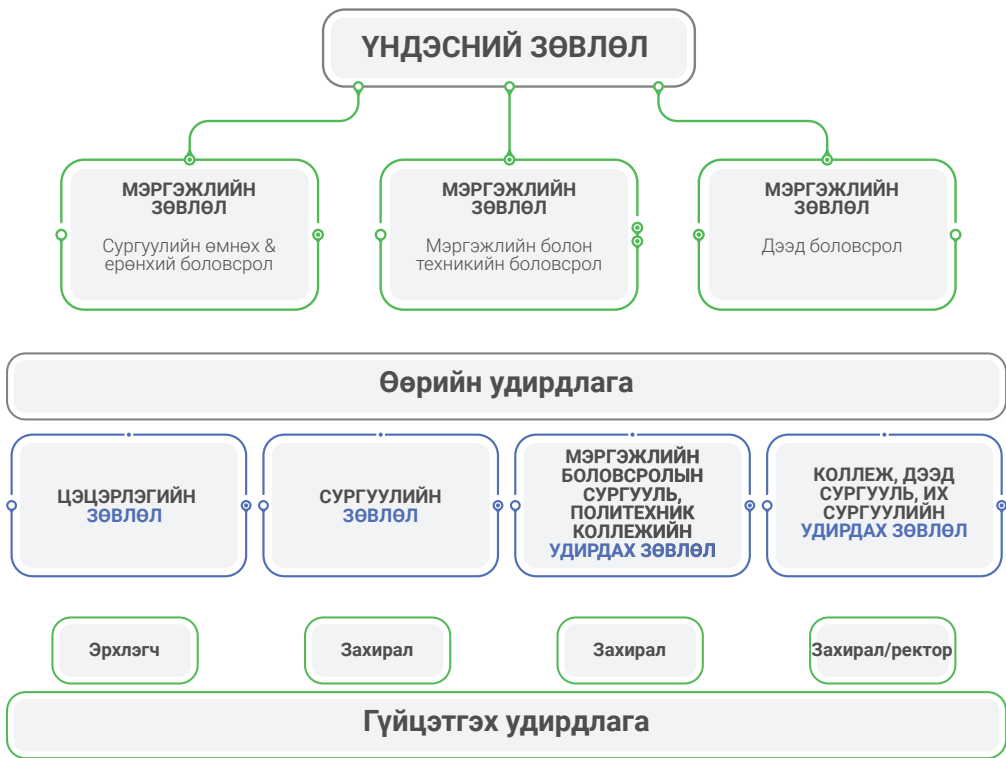 ҮНДЭСНИЙ ЗӨВЛӨЛ
МЭРГЭЖЛИЙН
ЗӨВЛӨЛ
Сургуулийн өмнөх &
ерөнхий боловсрол
МЭРГЭЖЛИЙН
ЗӨВЛӨЛ
Мэргэжлийн болон
техникийн боловсрол
МЭРГЭЖЛИЙН
ЗӨВЛӨЛ
Дээд боловсрол
Өөрийн удирдлага
ЦЭЦЭРЛЭГИЙН
ЗӨВЛӨЛ
СУРГУУЛИЙН
ЗӨВЛӨЛ
МЭРГЭЖЛИЙН
БОЛОВСРОЛЫН
СУРГУУЛЬ,
ПОЛИТЕХНИК
КОЛЛЕЖИЙН
УДИРДАХ ЗӨВЛӨЛ
КОЛЛЕЖ, ДЭЭД
СУРГУУЛЬ, ИХ
СУРГУУЛИЙН
УДИРДАХ ЗӨВЛӨЛ
Эрхлэгч
Захирал
Захирал
Захирал/ректор
Гүйцэтгэх удирдлага